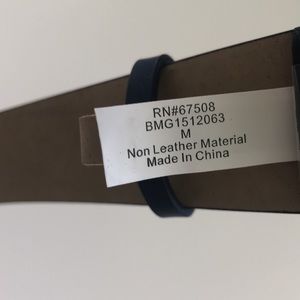 RN#67508
BMG1512063
M
Non Leather Material
Made In China